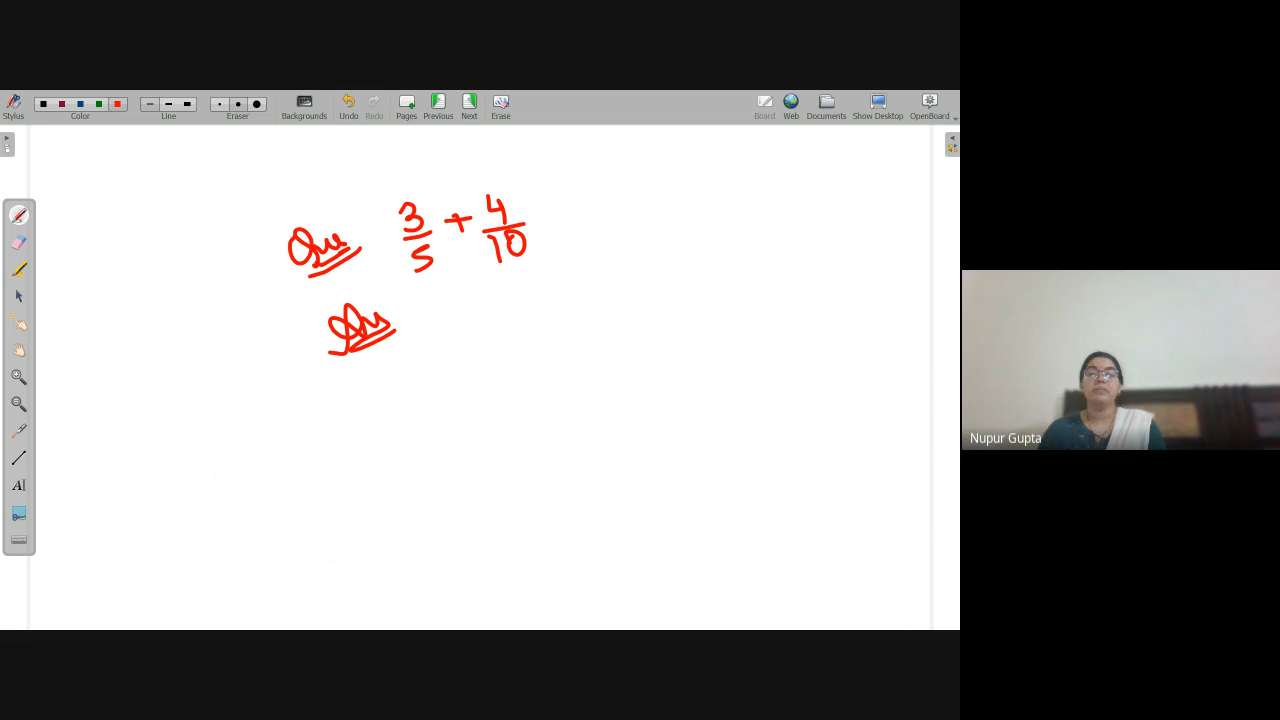 Stylus Color Line Eraser Backgrounds Undo Redo Pages Previous Next Erase Board Web Documents Show Desktop OpenBoard
Que 3/5 + 4/10
Ans
AI
Nupur Gupta